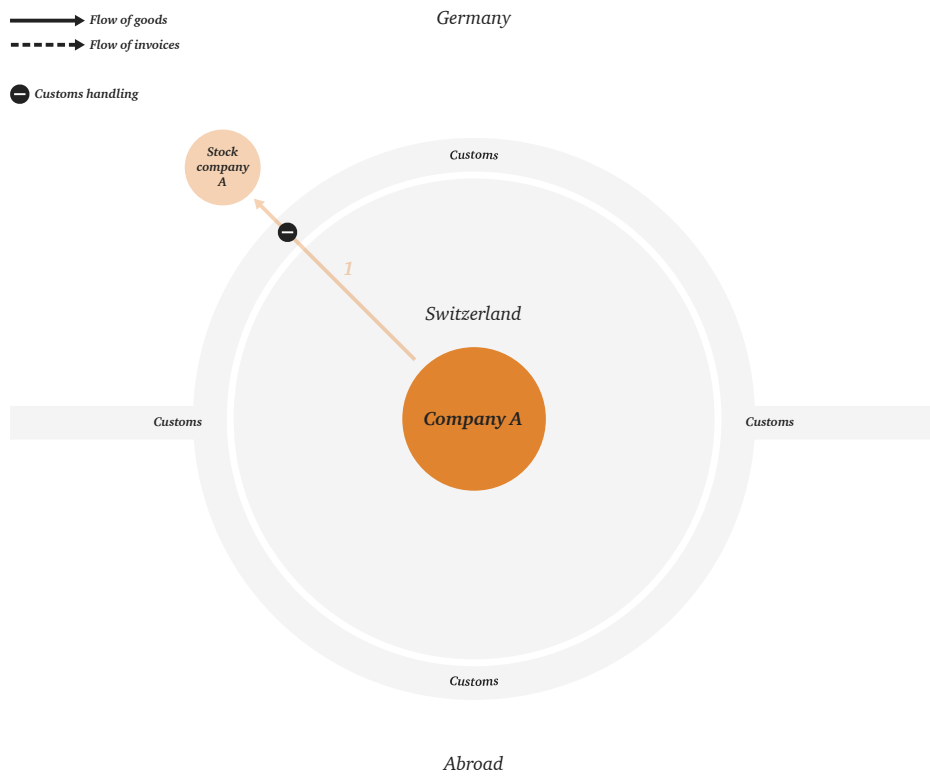 Flow of goods
Germany
Flow of invoices
Customs handling
Stock
company
A
Customs
1
Switzerland
Company A
Customs
Customs
Customs
Abroad